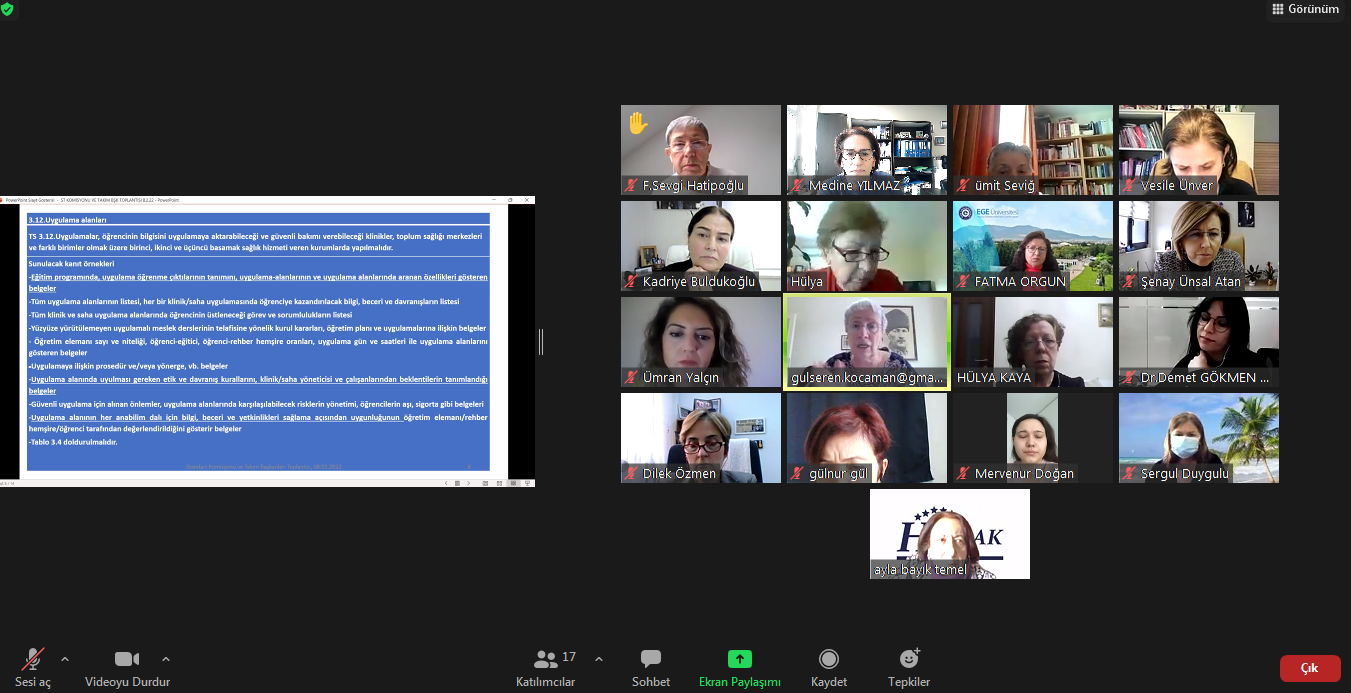 Görünüm
PowerPoint Slayt Gösterisi - ST KOMİSYONU VE TAKIM EŞK TOPLANTISI 8.2.22 - PowerPoint
3.12.Uygulama alanları
TS 3.12.Uygulamalar, öğrencinin bilgisini uygulamaya aktarabileceği ve güvenli bakımı verebileceği klinikler, toplum sağlığı merkezleri
ve farklı birimler olmak üzere birinci, ikinci ve üçüncü basamak sağlık hizmeti veren kurumlarda yapılmalıdır.
Sunulacak kanıt örnekleri
-Eğitim programında, uygulama öğrenme çıktılarının tanımını, uygulama-alanlarının ve uygulama alanlarında aranan özellikleri gösteren
belgeler
-Tüm uygulama alanlarının listesi, her bir klinik/saha uygulamasında öğrenciye kazandırılacak bilgi, beceri ve davranışların listesi
-Tüm klinik ve saha uygulama alanlarında öğrencinin üstleneceği görev ve sorumlulukların listesi
-Yüzyüze yürütülemeyen uygulamalı meslek derslerinin telafisine yönelik kurul kararları, öğretim planı ve uygulamalarına ilişkin belgeler
- Öğretim elemanı sayı ve niteliği, öğrenci-eğitici, öğrenci-rehber hemşire oranları, uygulama gün ve saatleri ile uygulama alanlarını
gösteren belgeler
-Uygulamaya ilişkin prosedür ve/veya yönerge, vb. belgeler
-Uygulama alanında uyulması gereken etik ve davranış kurallarını, klinik/saha yöneticisi ve çalışanlarından beklentilerin tanımlandığı
belgeler
-Güvenli uygulama için alınan önlemler, uygulama alanlarında karşılaşılabilecek risklerin yönetimi, öğrencilerin aşı, sigorta gibi belgeleri
-Uygulama alanının her anabilim dalı için bilgi, beceri ve yetkinlikleri sağlama açısından uygunluğunun öğretim elemanı/rehber
hemşire/öğrenci tarafından değerlendirildiğini gösterir belgeler
-Tablo 3.4 doldurulmalıdır.
F.Sevgi Hatipoğlu
Medine YILMAZ
ümit Seviğ
Vesile Ünver
Kadriye Buldukoğlu
Hülya
EGE Üniversitesi
FATMA ORGUN
Şenay Ünsal Atan
Ümran Yalçın
gulseren.kocaman@gma...
HÜLYA KAYA
Dr.Demet GÖKMEN ...
Dilek Özmen
gülnur gül
Mervenur Doğan
Sergul Duygulu
ayla bayık temel
Sesi aç
Videoyu Durdur
17
Katılımcılar
Sohbet
Ekran Paylaşımı
Kaydet
Tepkiler
Çık